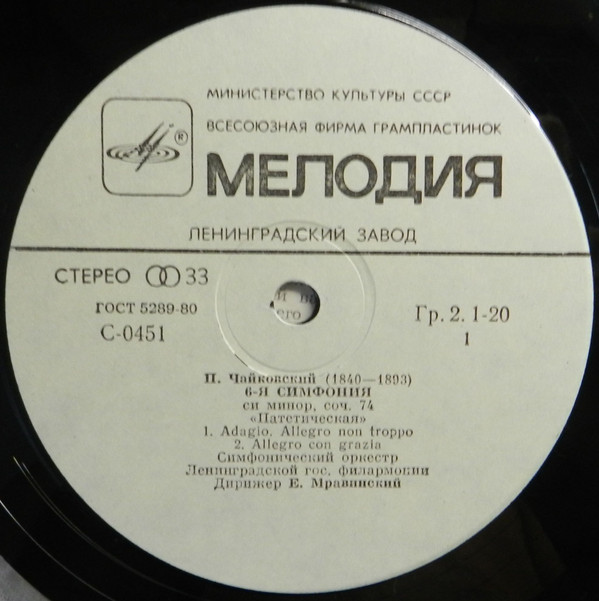 МИНИСТЕРСТВО КУЛЬТУРЫ СССР
ВСЕСОЮЗНАЯ ФИРМА ГРАМПЛАСТИНОК
®
МЕЛОДИЯ
ЛЕНИНГРАДСКИЙ ЗАВОД
СТЕРЕО 33
ГОСТ 5289-80
С-0451
Гр. 2. 1-20
1
его
П. Чайковский (1840—1893)
6-Я СИМФОНИЯ
си минор, соч. 74
«Патетическая»
1. Adagio. Allegro non troppo
2. Allegro con grazia
Симфонический оркестр
Ленинградской гос. филармонии
Дирижер Е. Мравинский